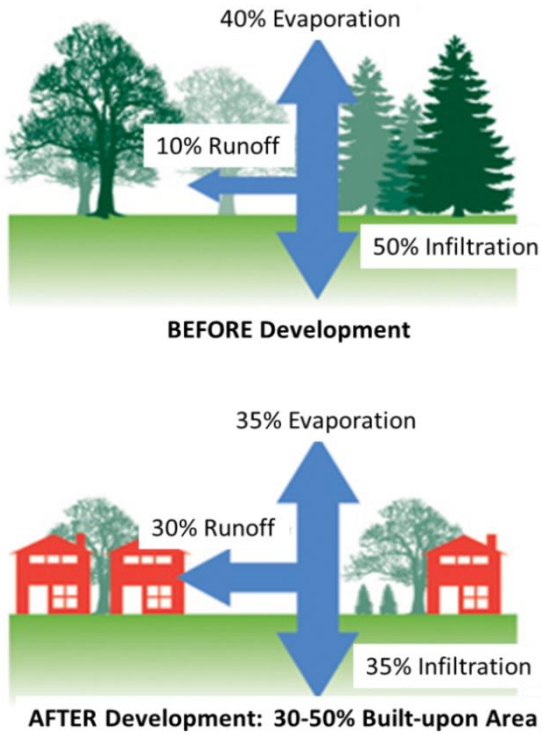 40% Evaporation
10% Runoff
50% Infiltration
BEFORE Development
35% Evaporation
30% Runoff
35% Infiltration
AFTER Development: 30-50% Built-upon Area